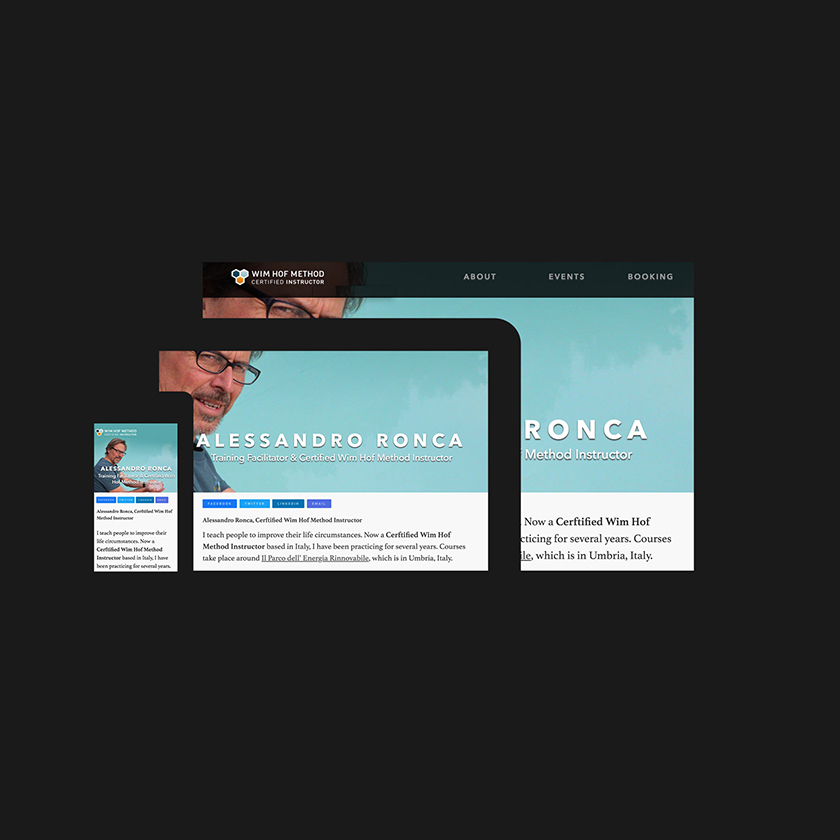 WIM HOF METHOD
CERTIFIED INSTRUCTOR
ABOUT
EVENTS
BOOKING
RONCA
Method Instructor
. Now a Cerftified Wim Hof
cticing for several years. Courses
ile, which is in Umbria, Italy.
ALESSANDRO RONCA
Training Facilitator & Certified Wim Hof Method Instructor
FACEBOOK
TWITTER
LINKEDIN
EMAIL
Alessandro Ronca, Cerftified Wim Hof Method Instructor
I teach people to improve their life circumstances. Now a Cerftified Wim Hof
Method Instructor based in Italy, I have been practicing for several years. Courses
take place around Il Parco dell' Energia Rinnovabile, which is in Umbria, Italy.
WIM HOF METHOD
CERTIFIED INSTRUCTOR
ALESSANDRO RONCA
Training Facilitator & Certified Wim
Hof Method Instructor
FACEBOOK
TWITTER
LINKEDIN
EMAIL
Alessandro Ronca, Cerftified Wim Hof
Method Instructor
I teach people to improve their
life circumstances. Now a
Cerftified Wim Hof Method
Instructor based in Italy, I have
been practicing for several years.